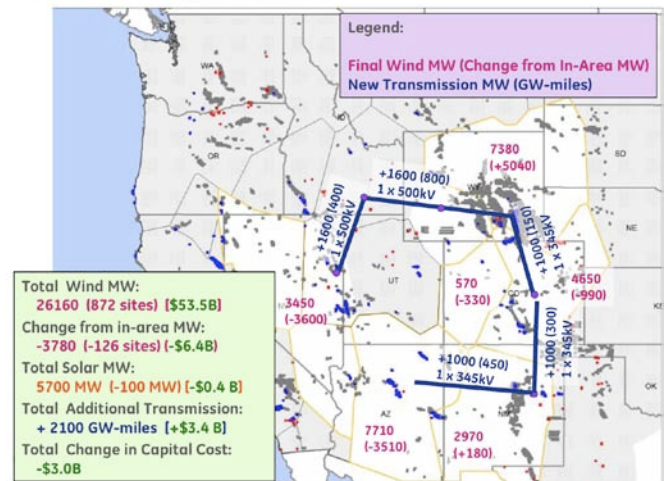 Legend:
Final Wind MW (Change from In-Area MW)
New Transmission MW (GW-miles)
WA
OR
ID
SD
7380
(+5040)
+1600 (800)
1 x 500kV
WY
+1600 (400)
1 x 500kV
+1000 (150)
1 x 345kV
NE
UT
570
(-330)
CO
4650
(-990)
3450
(-3600)
+1000 (300)
1 x 345kV
+1000 (450)
1 x 345kV
OK
AZ
NM
7710
(-3510)
2970
(+180)
Total Wind MW:
26160 (872 sites) [$53.5B]
Change from in-area MW:
-3780 (-126 sites) (-$6.4B)
Total Solar MW:
5700 MW (-100 MW) [-$0.4 B]
Total Additional Transmission:
+ 2100 GW-miles [+$3.4 B]
Total Change in Capital Cost:
-$3.0B